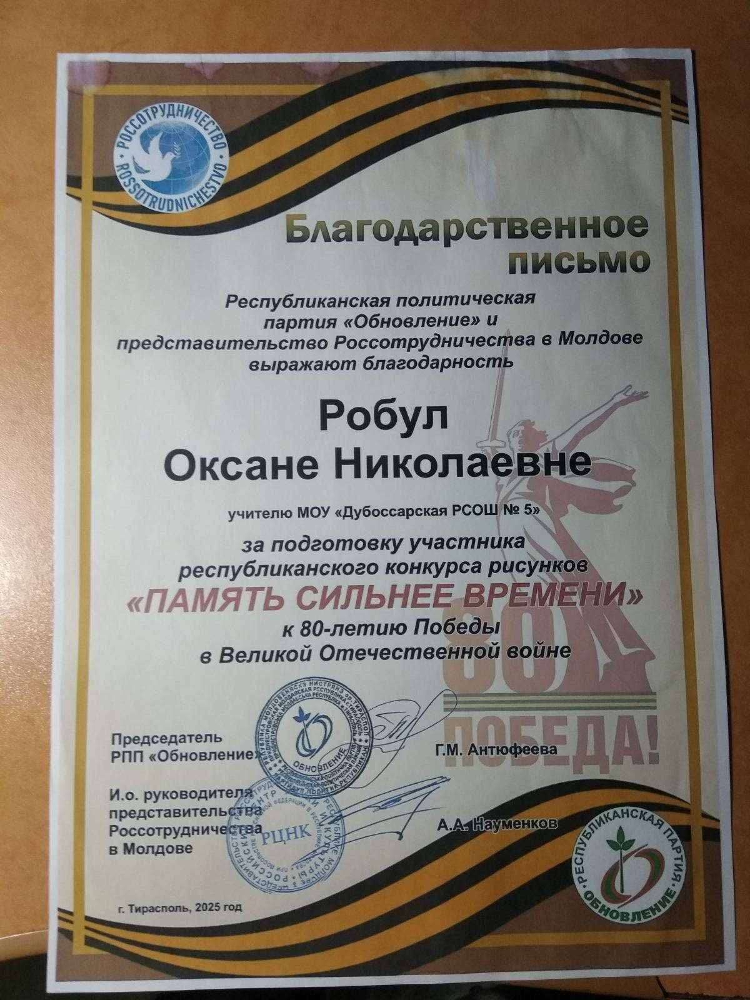 РОССОТРУДНИЧЕСТВО
ROSSOTRUDNICHESTVO
Благодарственное
письмо
Республиканская политическая
партия «Обновление» и
представительство Россотрудничества в Молдове
выражают благодарность
Робул
Оксане Николаевне
учителю МОУ «Дубоссарская РСОШ № 5»
за подготовку участника
республиканского конкурса рисунков
«ПАМЯТЬ СИЛЬНЕЕ ВРЕМЕНИ»
к 80-летию Победы
в Великой Отечественной войне
80
ПОБЕДА!
Председатель
РПП «Обновление»
ОБНОВЛЕНИЕ
Г.М. Антюфеева
И.о. руководителя
представительства
Россотрудничества
в Молдове
РЦНК
А.А. Науменков
РЕСПУБЛИКАНСКАЯ ПАРТИЯ
ОБНОВЛЕНИЕ
г. Тирасполь, 2025 год